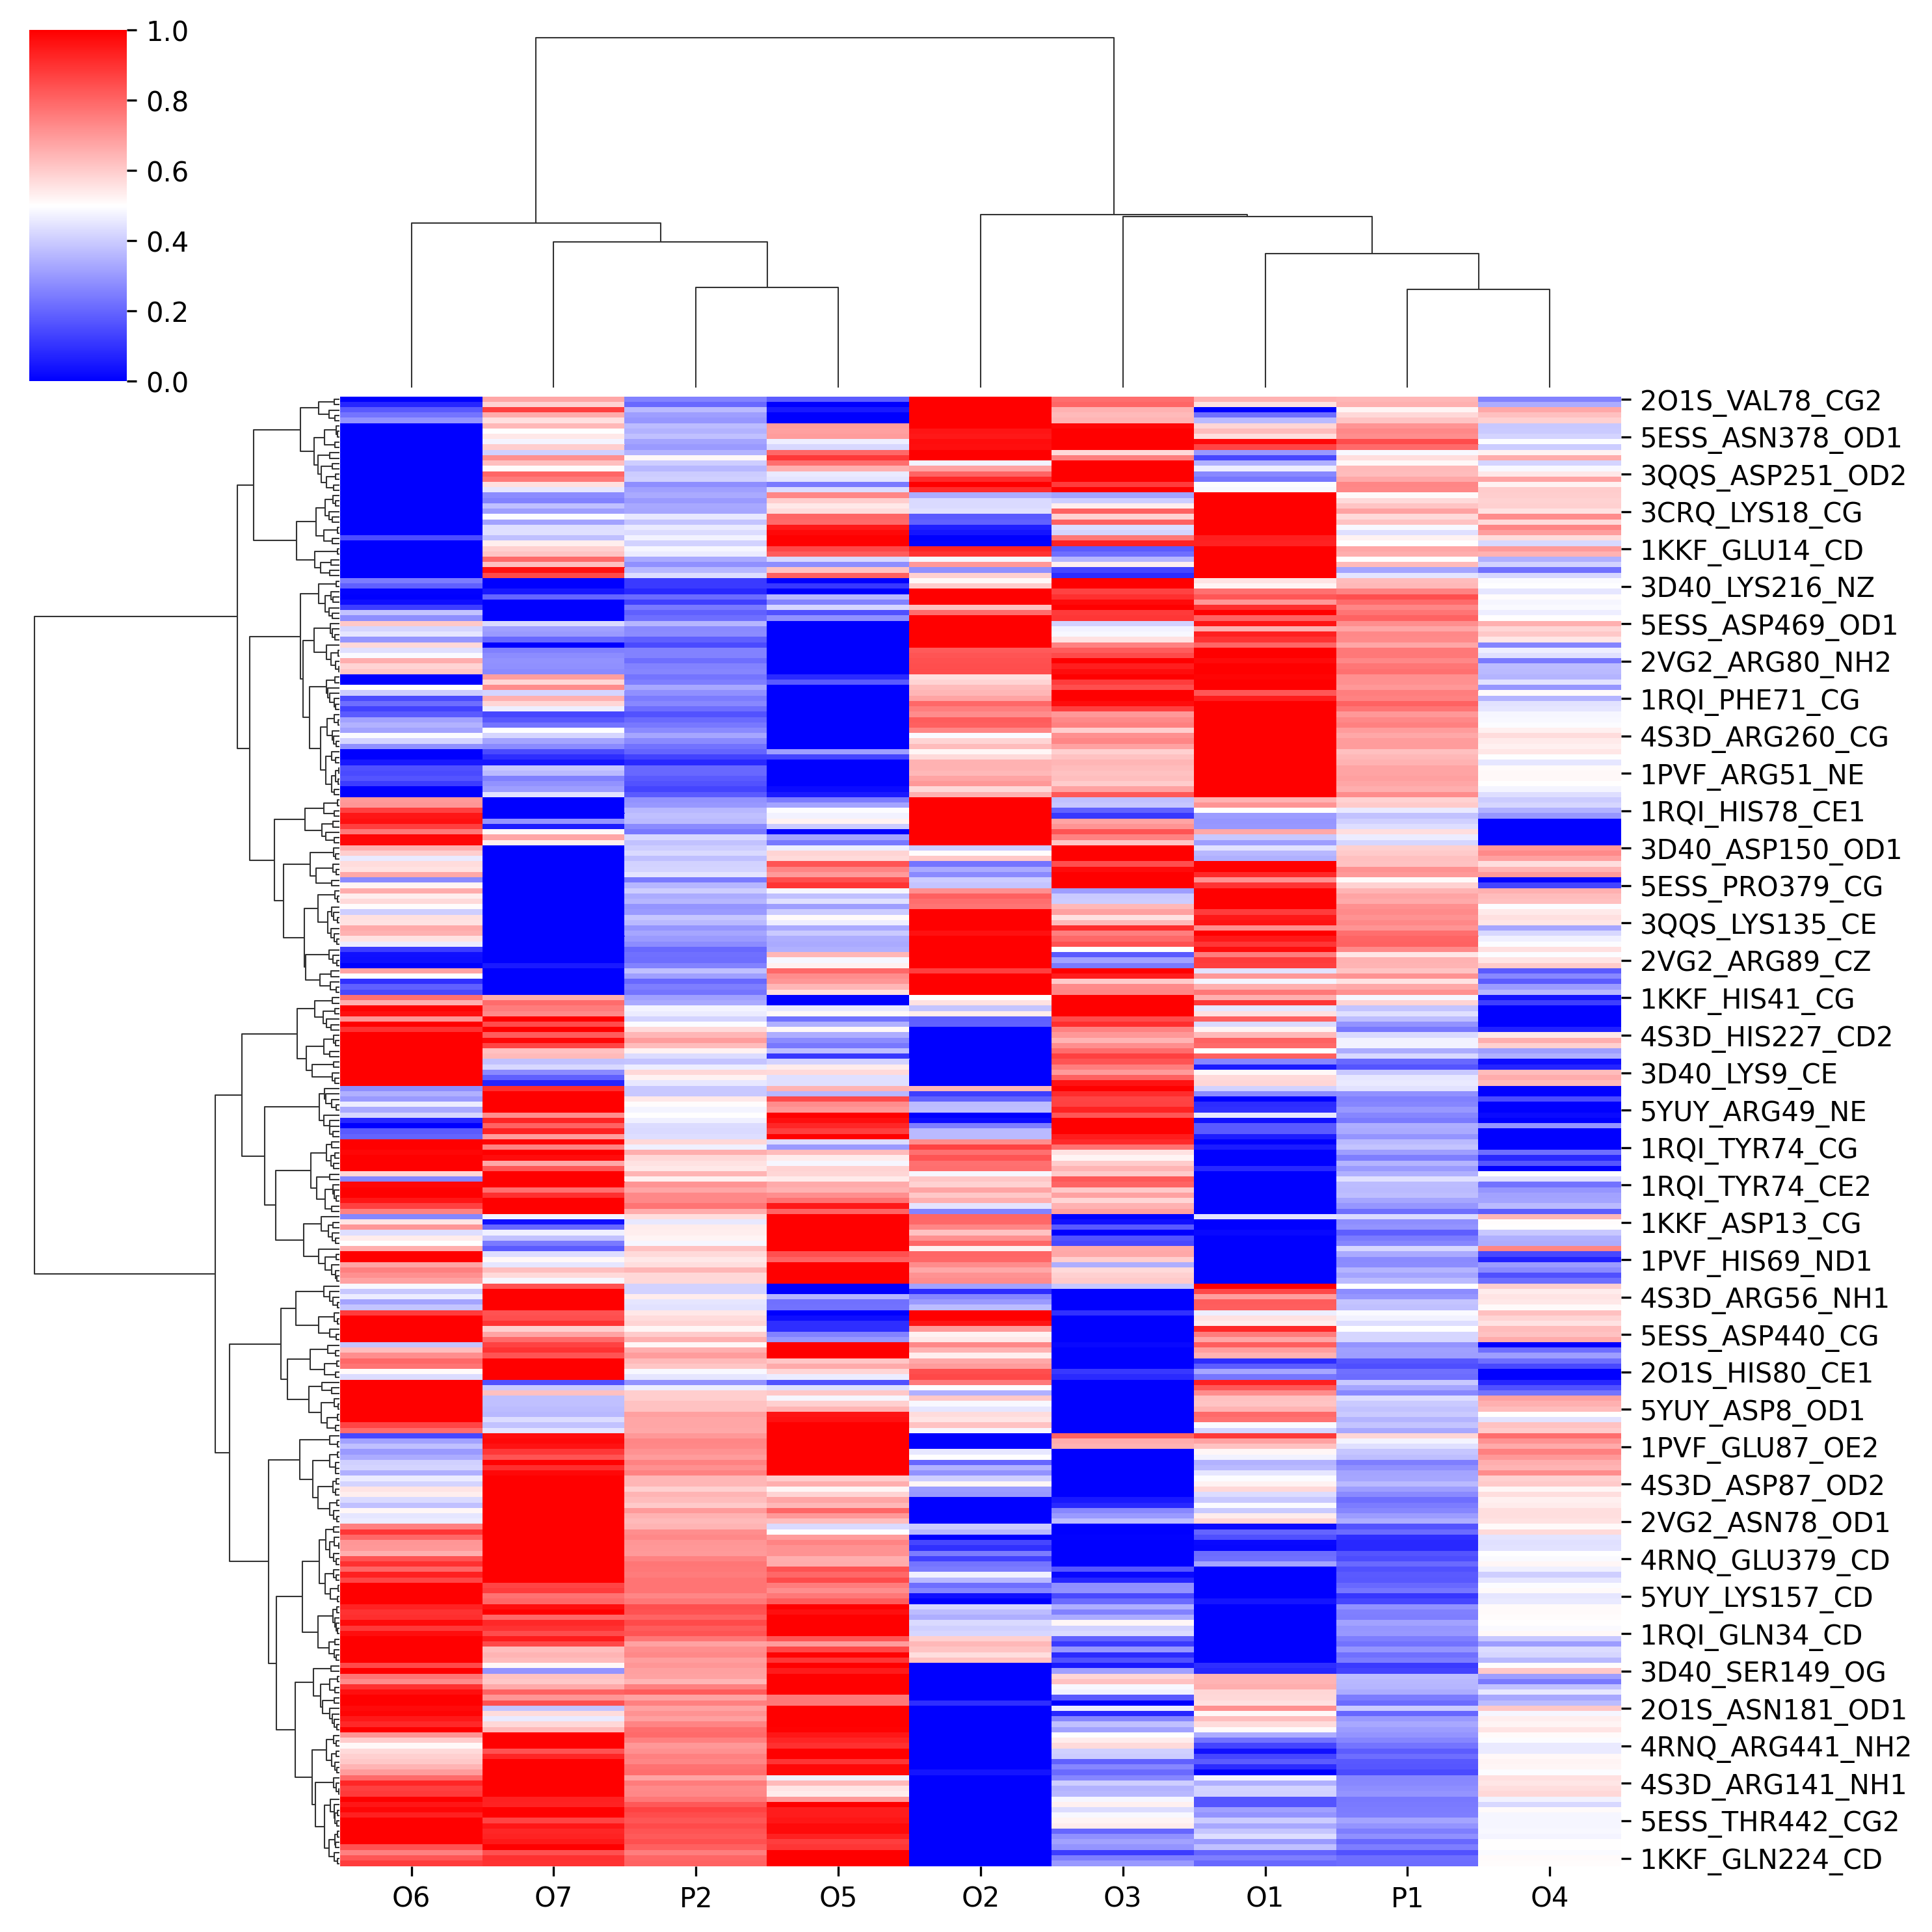 1.0
0.8
0.6
0.4
0.2
0.0
2O1S_VAL78_CG2
5ESS_ASN378_OD1
3QQS_ASP251_OD2
3CRQ_LYS18_CG
1KKF_GLU14_CD
3D40_LYS216_NZ
5ESS_ASP469_OD1
2VG2_ARG80_NH2
1RQI_PHE71_CG
4S3D_ARG260_CG
1PVF_ARG51_NE
1RQI_HIS78_CE1
3D40_ASP150_OD1
5ESS_PRO379_CG
3QQS_LYS135_CE
2VG2_ARG89_CZ
1KKF_HIS41_CG
4S3D_HIS227_CD2
3D40_LYS9_CE
5YUY_ARG49_NE
1RQI_TYR74_CG
1RQI_TYR74_CE2
1KKF_ASP13_CG
1PVF_HIS69_ND1
4S3D_ARG56_NH1
5ESS_ASP440_CG
2O1S_HIS80_CE1
5YUY_ASP8_OD1
1PVF_GLU87_OE2
4S3D_ASP87_OD2
2VG2_ASN78_OD1
4RNQ_GLU379_CD
5YUY_LYS157_CD
1RQI_GLN34_CD
3D40_SER149_OG
2O1S_ASN181_OD1
4RNQ_ARG441_NH2
4S3D_ARG141_NH1
5ESS_THR442_CG2
1KKF_GLN224_CD
O6 O7 P2 O5 O2 O3 O1 P1 O4